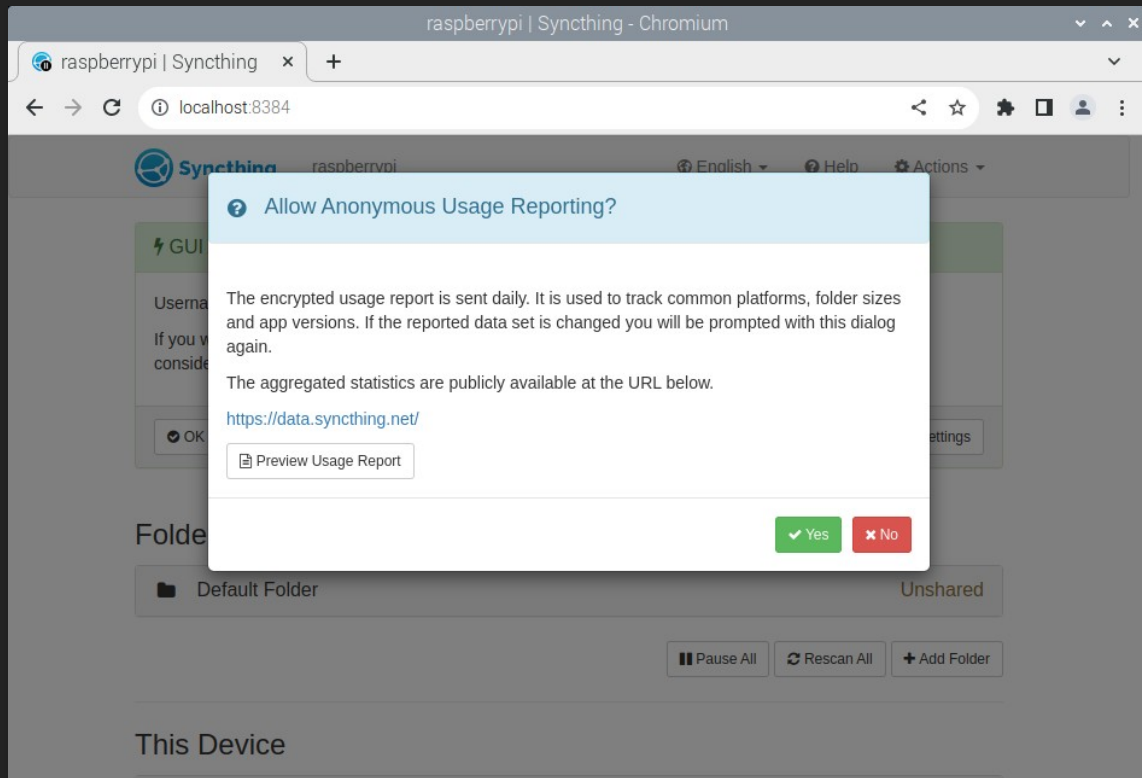 raspberrypi | Syncthing - Chromium
raspberrypi | Syncthing
localhost:8384
Syncthing raspberrypi English Help Actions
Allow Anonymous Usage Reporting?
GUI
The encrypted usage report is sent daily. It is used to track common platforms, folder sizes
and app versions. If the reported data set is changed you will be prompted with this dialog
again.
The aggregated statistics are publicly available at the URL below.
https://data.syncthing.net/
Preview Usage Report
If you
OK
Yes No
Default Folder Unshared
Pause All Rescan All Add Folder
This Device